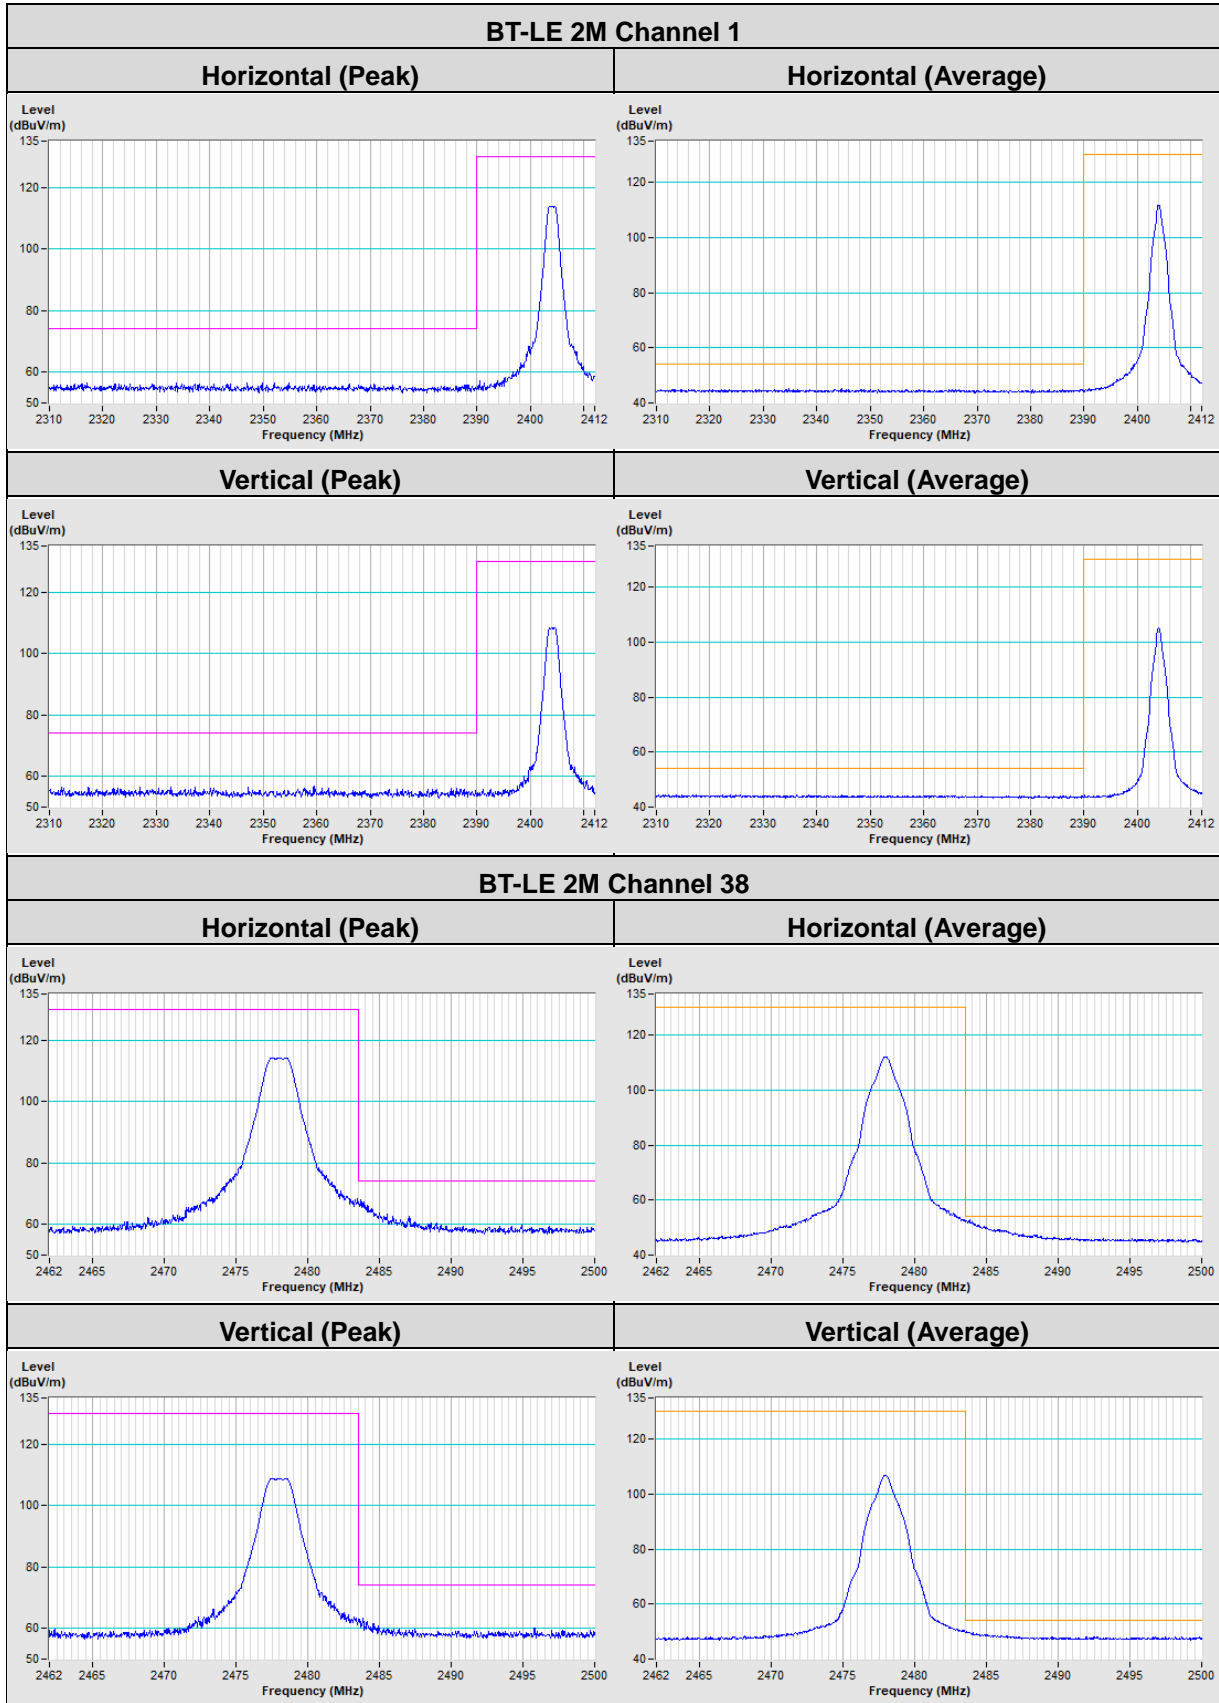 BT-LE 2M Channel 1
Horizontal (Peak)
Horizontal (Average)
Level
(dBuV/m)
135
120
100
80
60
50
2310 2320 2330 2340 2350 2360 2370 2380 2390 2400 2412
Frequency (MHz)
Level
(dBuV/m)
135
120
100
80
60
40
2310 2320 2330 2340 2350 2360 2370 2380 2390 2400 2412
Frequency (MHz)
Vertical (Peak)
Vertical (Average)
Level
(dBuV/m)
135
120
100
80
60
50
2310 2320 2330 2340 2350 2360 2370 2380 2390 2400 2412
Frequency (MHz)
Level
(dBuV/m)
135
120
100
80
60
40
2310 2320 2330 2340 2350 2360 2370 2380 2390 2400 2412
Frequency (MHz)
BT-LE 2M Channel 38
Horizontal (Peak)
Horizontal (Average)
Level
(dBuV/m)
135
120
100
80
60
50
2462 2465 2470 2475 2480 2485 2490 2495 2500
Frequency (MHz)
Level
(dBuV/m)
135
120
100
80
60
40
2462 2465 2470 2475 2480 2485 2490 2495 2500
Frequency (MHz)
Vertical (Peak)
Vertical (Average)
Level
(dBuV/m)
135
120
100
80
60
50
2462 2465 2470 2475 2480 2485 2490 2495 2500
Frequency (MHz)
Level
(dBuV/m)
135
120
100
80
60
40
2462 2465 2470 2475 2480 2485 2490 2495 2500
Frequency (MHz)